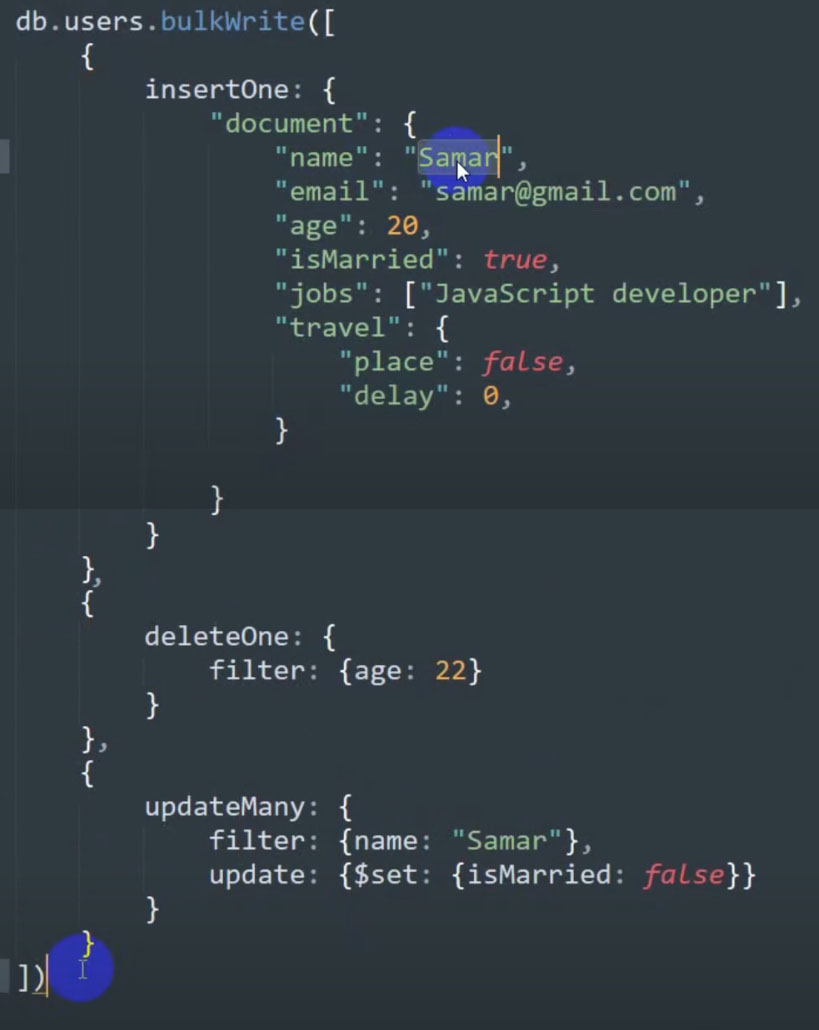 db.users.bulkWrite([
    {
        insertOne: {
            "document": {
                "name": "Samar",
                "email": "samar@gmail.com",
                "age": 20,
                "isMarried": true,
                "jobs": ["JavaScript developer"],
                "travel": {
                    "place": false,
                    "delay": 0,
                }

            }
        }
    },
    {
        deleteOne: {
            filter: {age: 22}
        }
    },
    {
        updateMany: {
            filter: {name: "Samar"},
            update: {$set: {isMarried: false}}
        }
    }
])